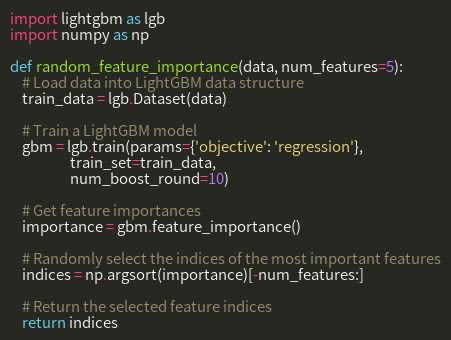 import lightgbm as lgb
import numpy as np
def random_feature_importance(data, num_features=5):
# Load data into LightGBM data structure
train_data = lgb.Dataset(data)
# Train a LightGBM model
gbm = lgb.train(params={'objective': 'regression'},
train_set=train_data,
num_boost_round=10)
# Get feature importances
importance = gbm.feature_importance()
# Randomly select the indices of the most important features
indices = np.argsort(importance)[-num_features:]
# Return the selected feature indices
return indices